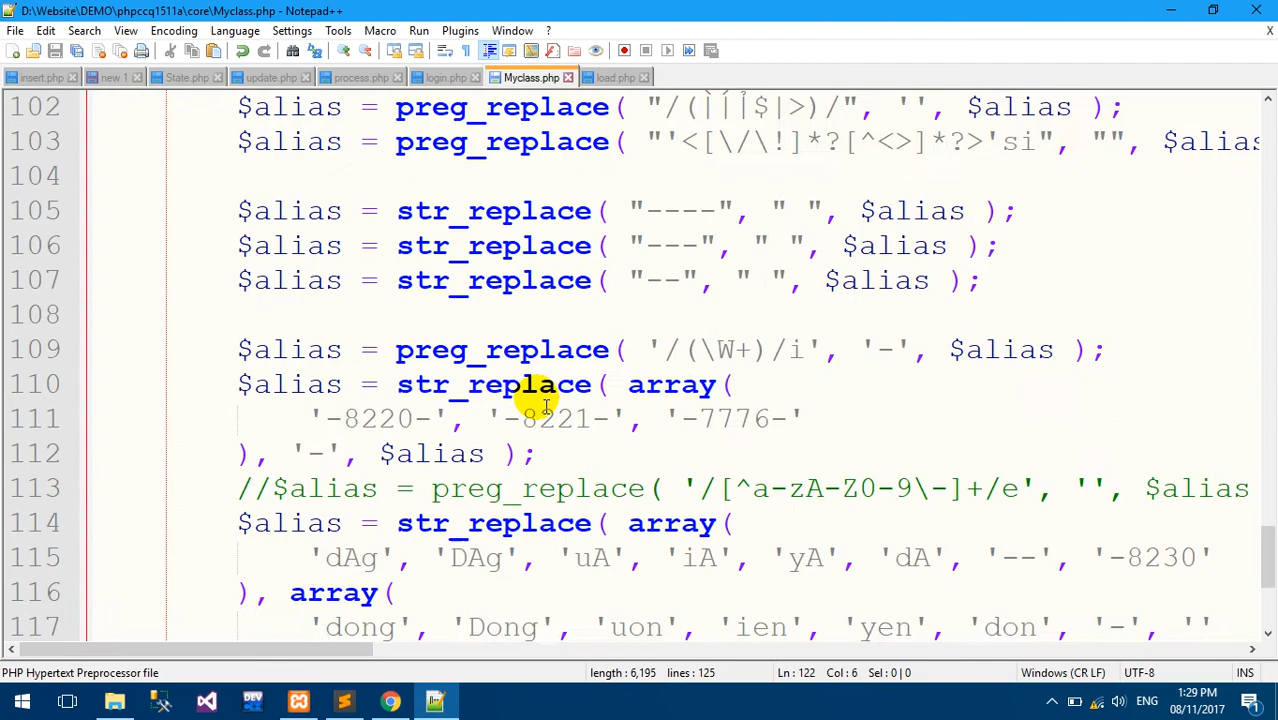 D:\Website\DEMO\phpccq1511a\core\Myclass.php - Notepad++
File Edit Search View Encoding Language Settings Tools Macro Run Plugins Window ? X
insert.php new 1 State.php update.php process.php login.php Myclass.php load.php
102 $alias = preg_replace( "/(̀|́|̉|$|>)/", '', $alias );
103 $alias = preg_replace( "'<[\/\!]*?[^<>]*?>'si", "", $alias
104
105 $alias = str_replace( "----", " ", $alias );
106 $alias = str_replace( "---", " ", $alias );
107 $alias = str_replace( "--", " ", $alias );
108
109 $alias = preg_replace( '/(\W+)/i', '-', $alias );
110 $alias = str_replace( array(
111 '-8220-', '-8221-', '-7776-'
112 ), '-', $alias );
113 //$alias = preg_replace( '/[^a-zA-Z0-9\-]+/e', '', $alias
114 $alias = str_replace( array(
115 'dAg', 'DAg', 'uA', 'iA', 'yA', 'dA', '--', '-8230'
116 ), array(
117 'dong', 'Dong', 'uon', 'ien', 'yen', 'don', '-', ''
PHP Hypertext Preprocessor file length : 6,195 lines : 125 Ln : 122 Col : 6 Sel : 0 | 0 Windows (CR LF) UTF-8 INS
ENG 1:29 PM
08/11/2017